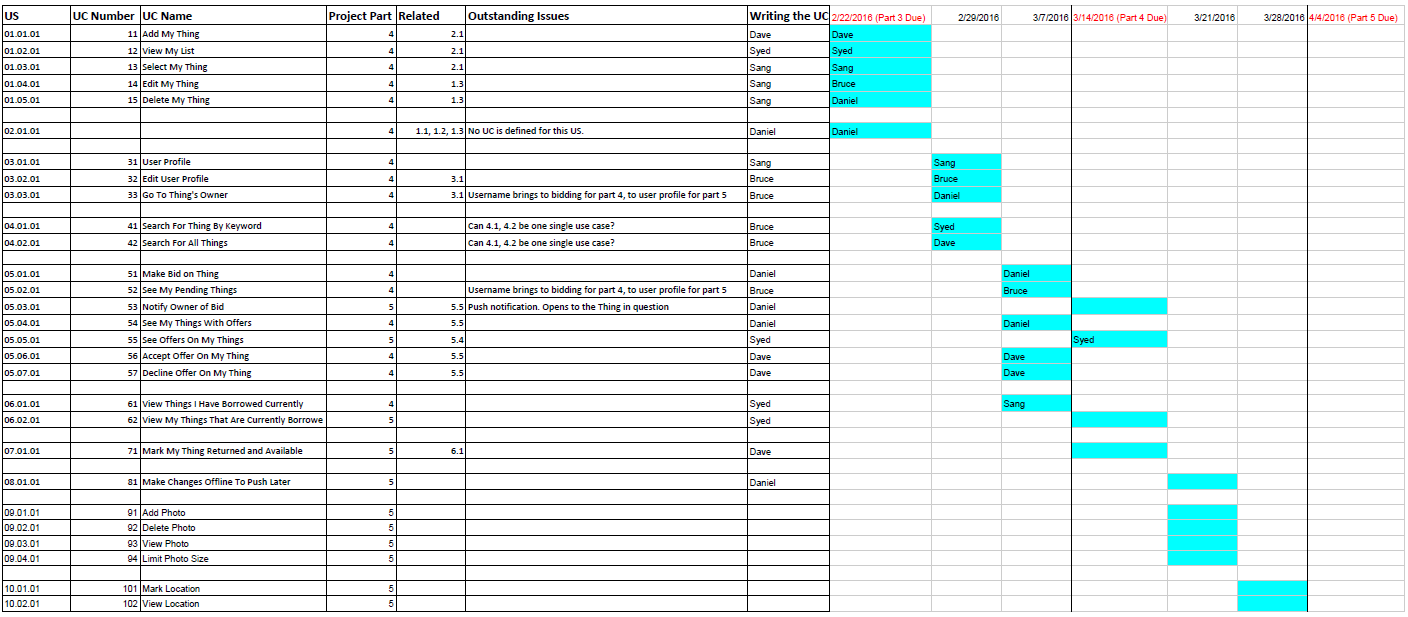 US UC Number UC Name Project Part Related Outstanding Issues Writing the UC 2/22/2016 (Part 3 Due) 2/29/2016 3/7/2016 3/14/2016 (Part 4 Due) 3/21/2016 3/28/2016 4/4/2016 (Part 5 Due)
01.01.01 11 Add My Thing 4 2.1 Dave Dave
01.02.01 12 View My List 4 2.1 Syed Syed
01.03.01 13 Select My Thing 4 2.1 Sang Sang
01.04.01 14 Edit My Thing 4 1.3 Sang Bruce
01.05.01 15 Delete My Thing 4 1.3 Sang Daniel
02.01.01 4 1.1, 1.2, 1.3 No UC is defined for this US. Daniel Daniel
03.01.01 31 User Profile 4 Sang Sang
03.02.01 32 Edit User Profile 4 3.1 Bruce Bruce
03.03.01 33 Go To Thing's Owner 4 3.1 Username brings to bidding for part 4, to user profile for part 5 Bruce Daniel
04.01.01 41 Search For Thing By Keyword 4 Can 4.1, 4.2 be one single use case? Bruce Syed
04.02.01 42 Search For All Things 4 Can 4.1, 4.2 be one single use case? Bruce Dave
05.01.01 51 Make Bid on Thing 4 Daniel Daniel
05.02.01 52 See My Pending Things 4 Username brings to bidding for part 4, to user profile for part 5 Bruce Bruce
05.03.01 53 Notify Owner of Bid 5 5.5 Push notification. Opens to the Thing in question Daniel
05.04.01 54 See My Things With Offers 4 5.5 Daniel Daniel
05.05.01 55 See Offers On My Things 5 5.4 Syed Syed
05.06.01 56 Accept Offer On My Thing 4 5.5 Dave Dave
05.07.01 57 Decline Offer On My Thing 4 5.5 Dave Dave
06.01.01 61 View Things I Have Borrowed Currently 4 Syed Sang
06.02.01 62 View My Things That Are Currently Borrowe 5 Syed
07.01.01 71 Mark My Thing Returned and Available 5 6.1 Dave
08.01.01 81 Make Changes Offline To Push Later 5 Daniel
09.01.01 91 Add Photo 5
09.02.01 92 Delete Photo 5
09.03.01 93 View Photo 5
09.04.01 94 Limit Photo Size 5
10.01.01 101 Mark Location 5
10.02.01 102 View Location 5